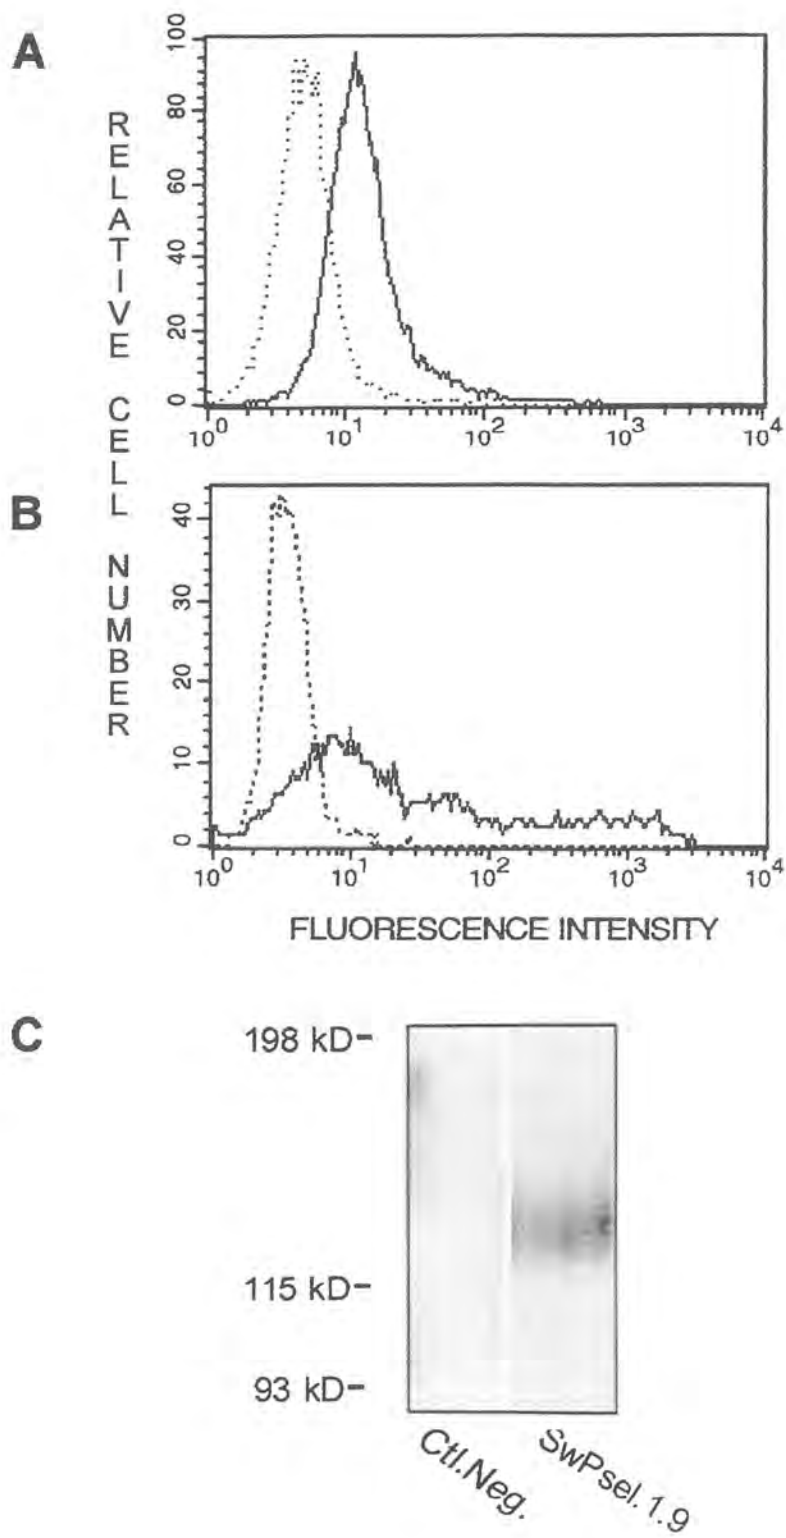 A
RELATIVE CELL NUMBER
100
80
60
40
20
0
10^0 10^1 10^2 10^3 10^4
B
40
30
20
10
0
10^0 10^1 10^2 10^3 10^4
FLUORESCENCE INTENSITY
C
198 kD-
115 kD-
93 kD-
Ctl.Neg. SwPsel.1.9